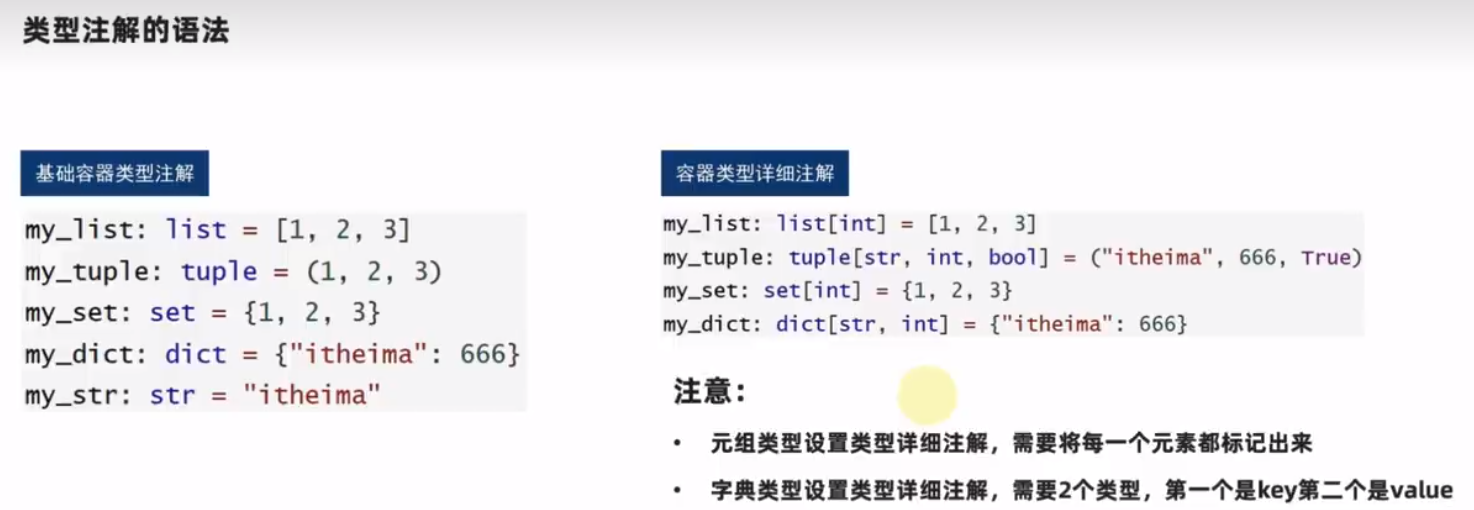 类型注解的语法
基础容器类型注解
my_list: list = [1, 2, 3]
my_tuple: tuple = (1, 2, 3)
my_set: set = {1, 2, 3}
my_dict: dict = {"itheima": 666}
my_str: str = "itheima"
容器类型详细注解
my_list: list[int] = [1, 2, 3]
my_tuple: tuple[str, int, bool] = ("itheima", 666, True)
my_set: set[int] = {1, 2, 3}
my_dict: dict[str, int] = {"itheima": 666}
注意：
• 元组类型设置类型详细注解，需要将每一个元素都标记出来
• 字典类型设置类型详细注解，需要2个类型，第一个是key第二个是value